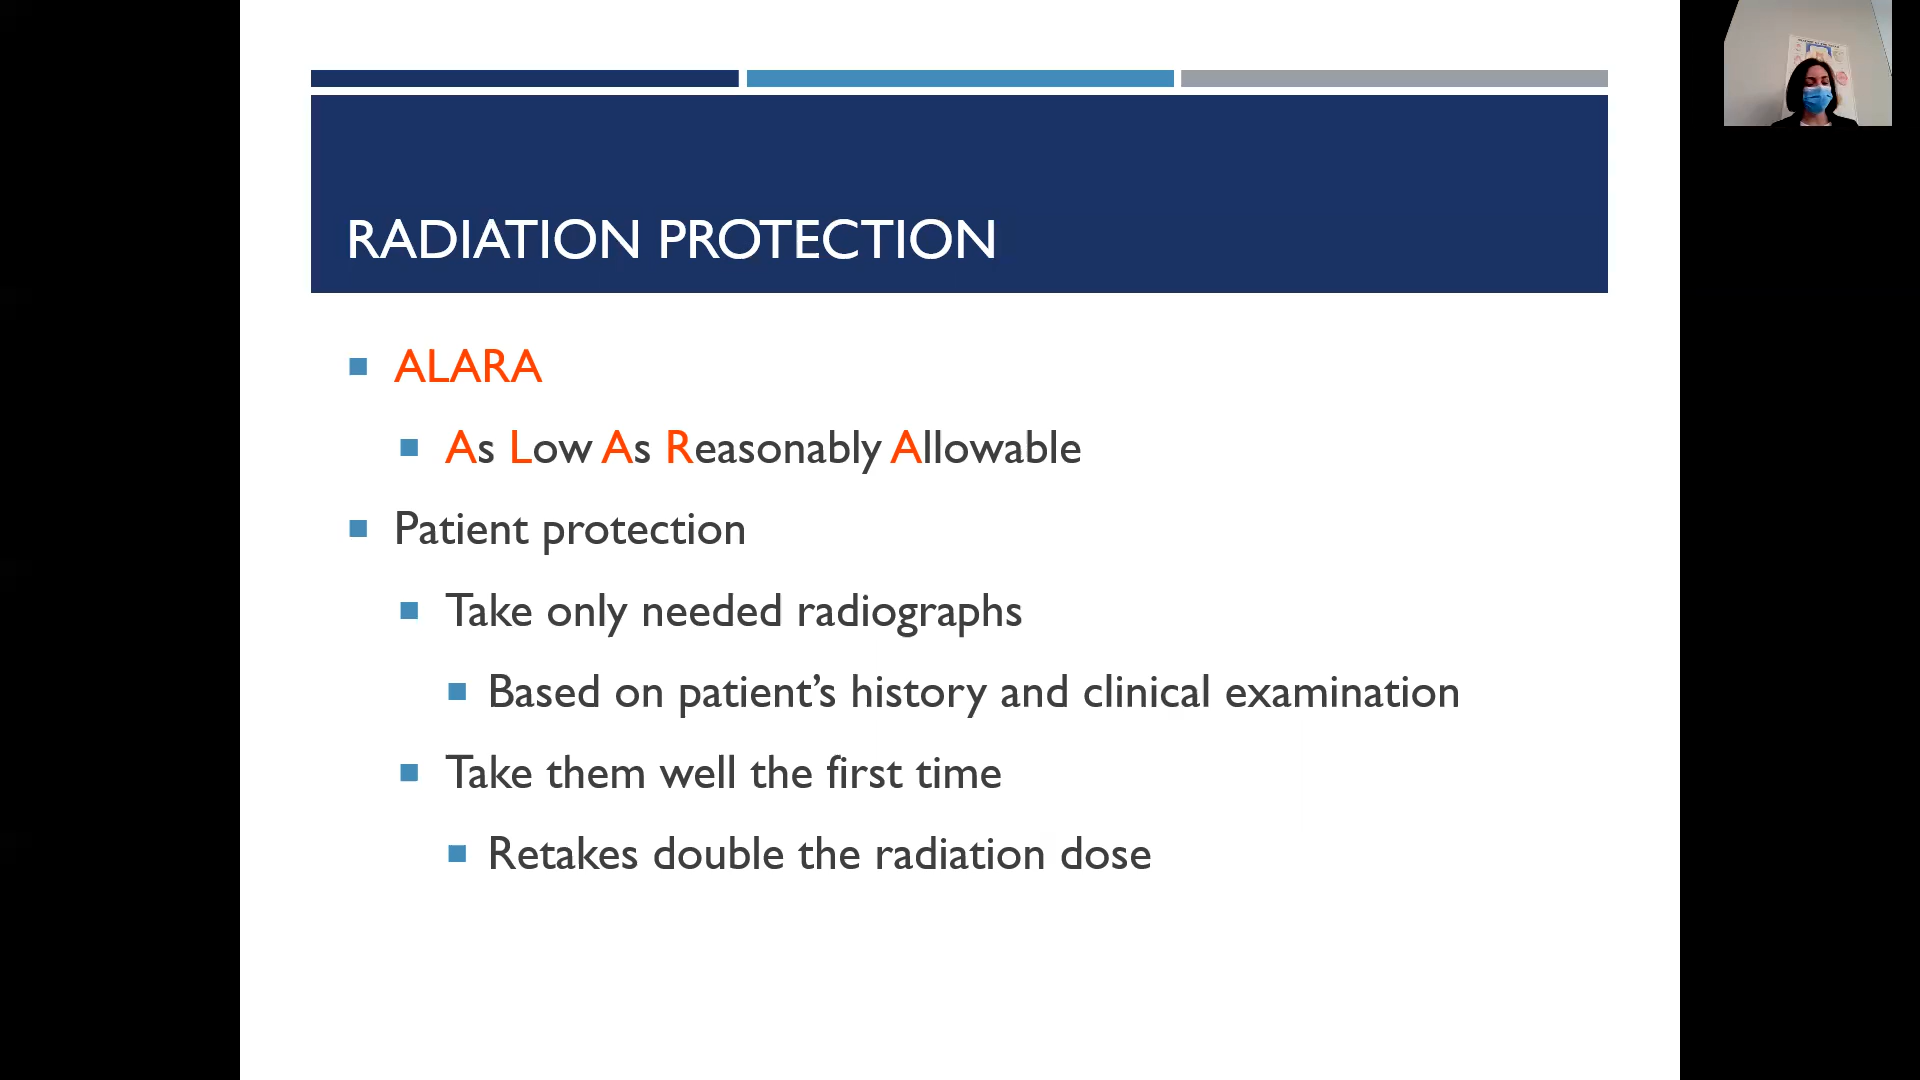 RADIATION PROTECTION
ALARA
As Low As Reasonably Allowable
Patient protection
Take only needed radiographs
Based on patient’s history and clinical examination
Take them well the first time
Retakes double the radiation dose